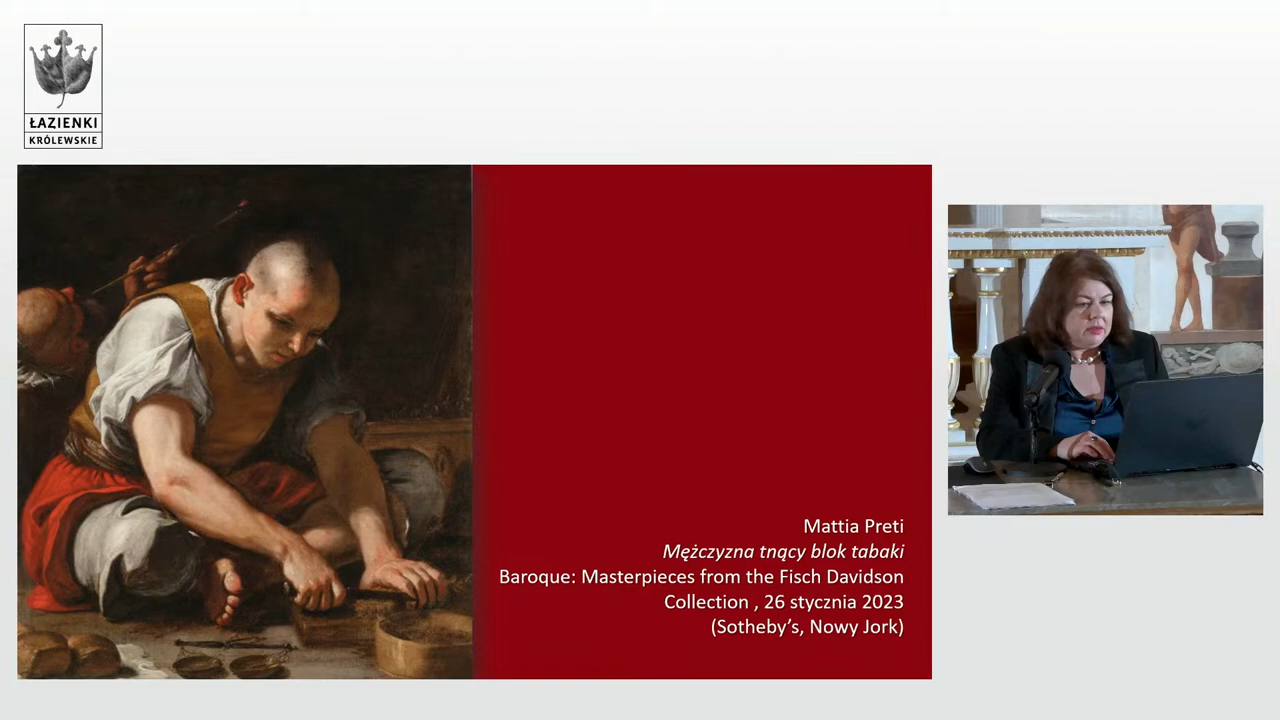 ŁAZIENKI
KRÓLEWSKIE
Mattia Preti
Mężczyzna tnący blok tabaki
Baroque: Masterpieces from the Fisch Davidson
Collection , 26 stycznia 2023
(Sotheby’s, Nowy Jork)